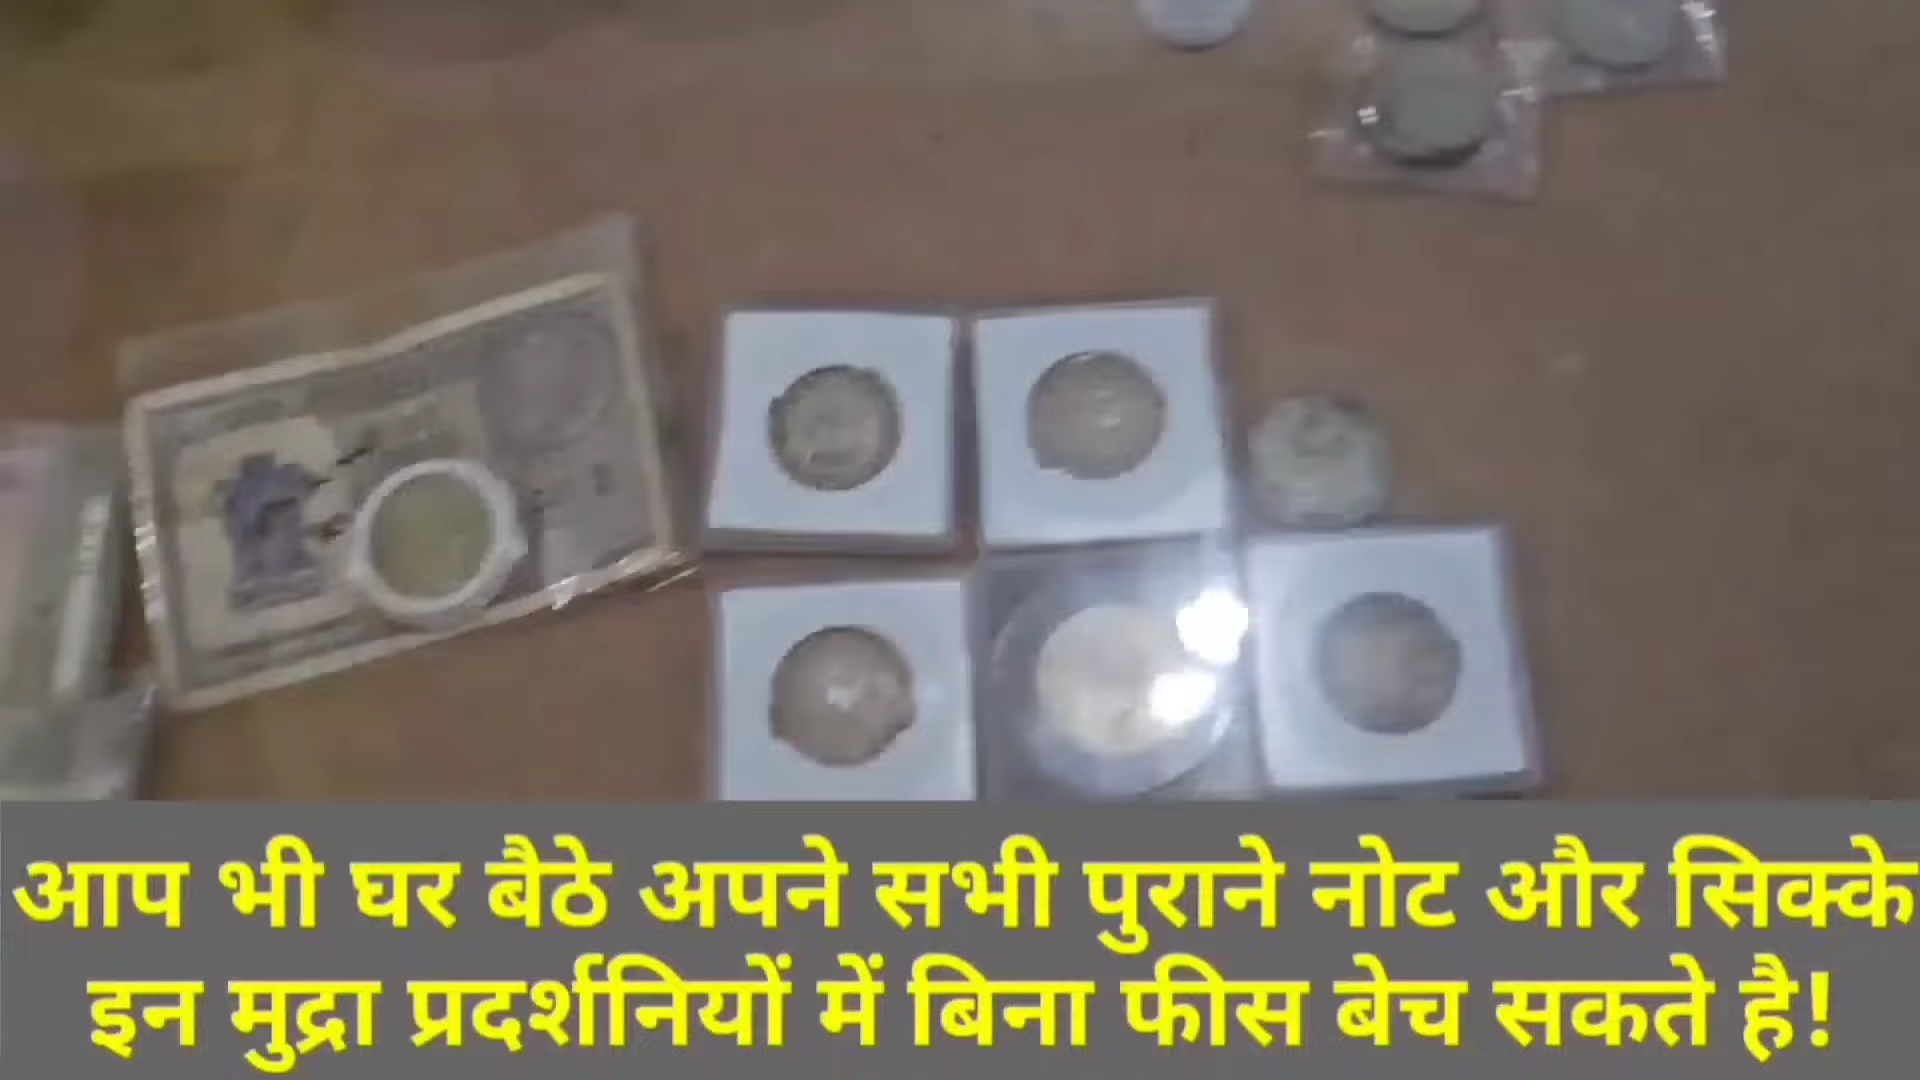 आप भी घर बैठे अपने सभी पुराने नोट और सिक्के
इन मुद्रा प्रदर्शनियों में बिना फीस बेच सकते है!